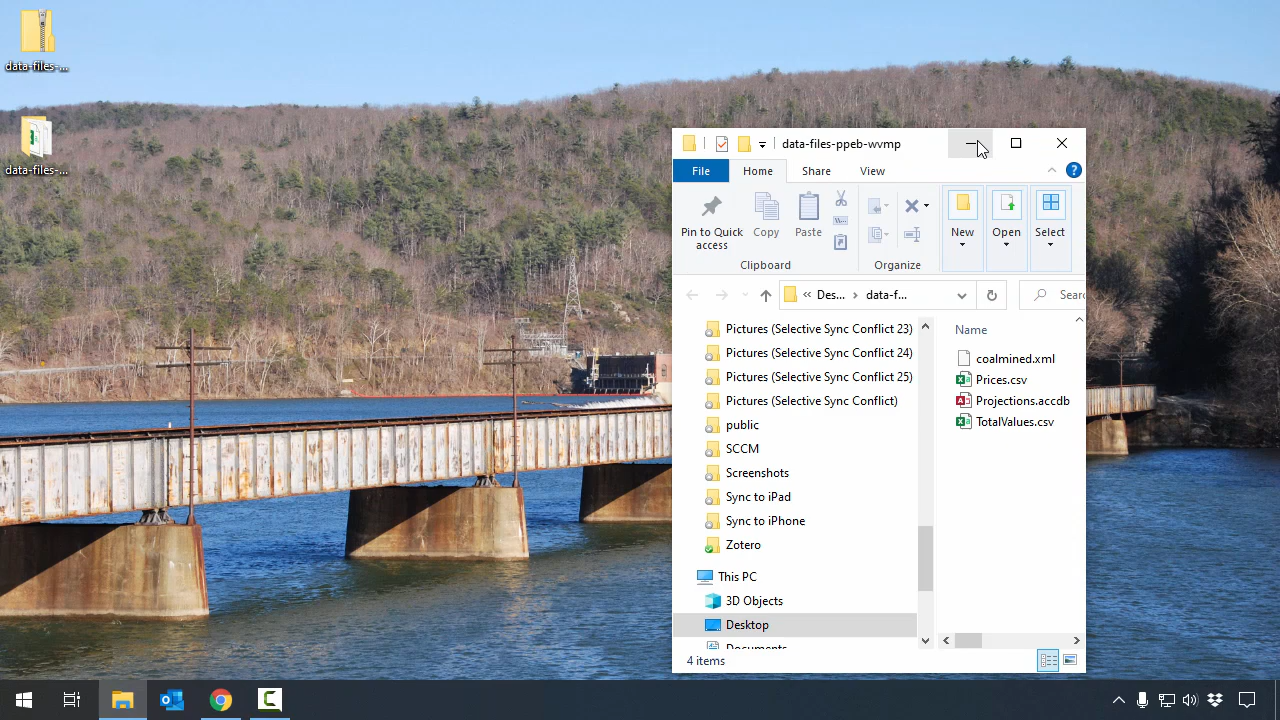 data-files-...
data-files-...
data-files-ppeb-wvmp
File
Home
Share
View
Pin to Quick
access
Copy
Paste
New
Open
Select
Clipboard
Organize
Des...
data-f...
Sear
Pictures (Selective Sync Conflict 23)
Pictures (Selective Sync Conflict 24)
Pictures (Selective Sync Conflict 25)
Pictures (Selective Sync Conflict)
public
SCCM
Screenshots
Sync to iPad
Sync to iPhone
Zotero
This PC
3D Objects
Desktop
Documents
Name
coalmined.xml
Prices.csv
Projections.accdb
TotalValues.csv
4 items